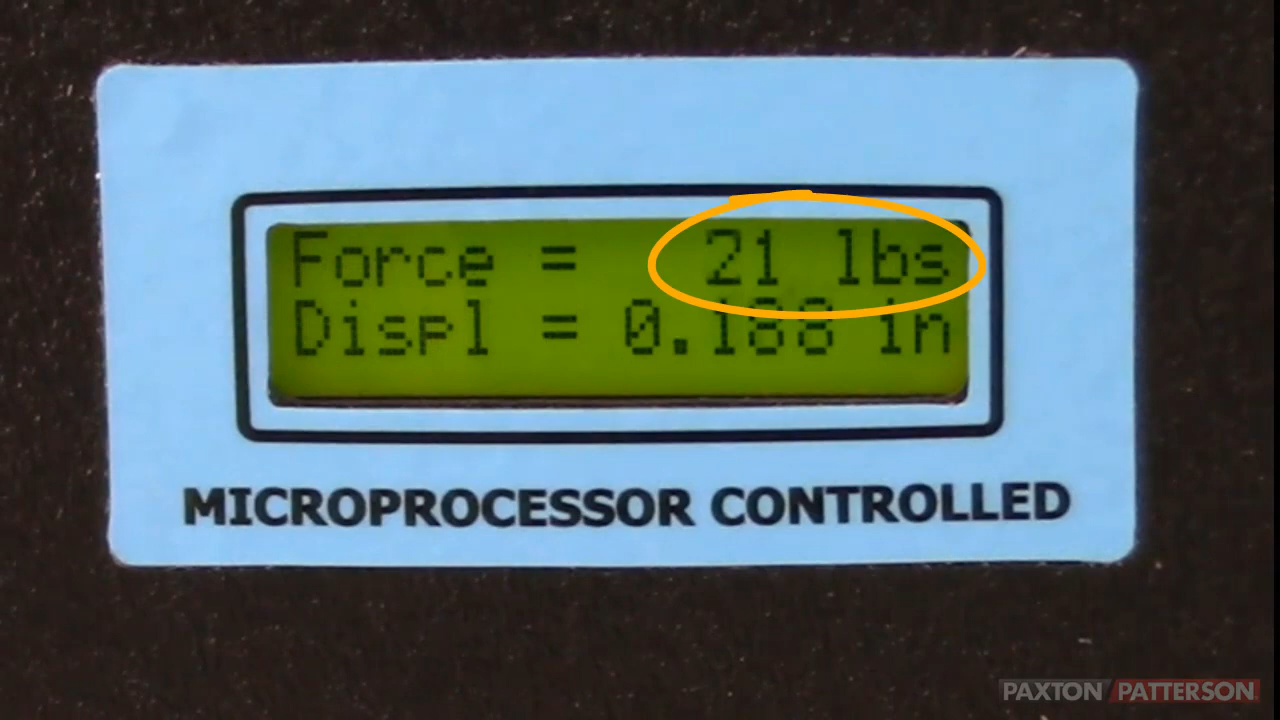 Force = 21 lbs
Displ = 0.188 in
MICROPROCESSOR CONTROLLED
PAXTON PATTERSON